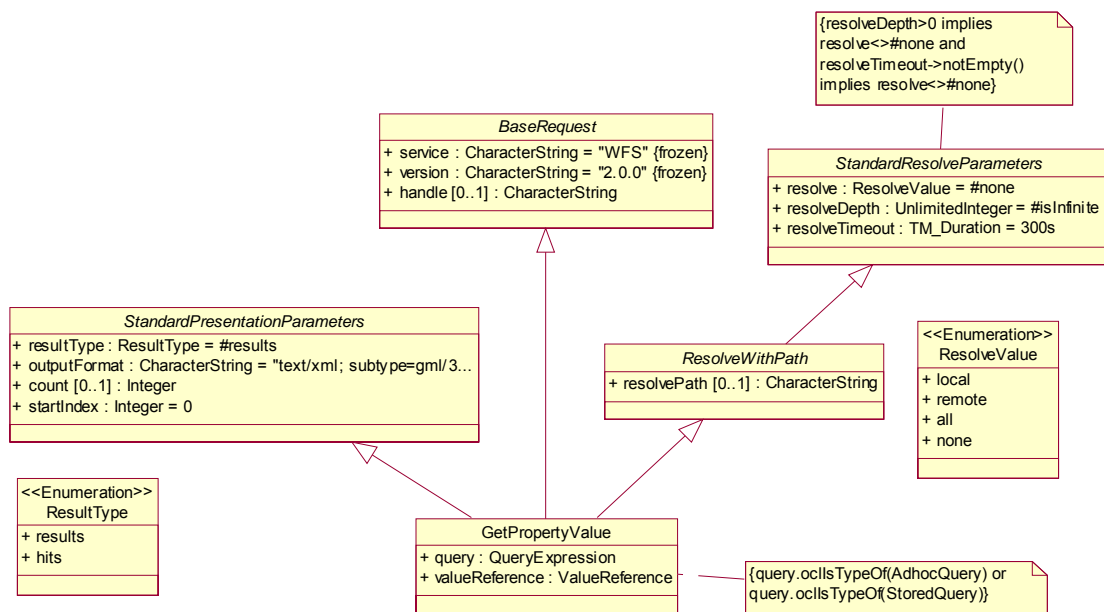 {resolveDepth>0 implies
resolve<>#none and
resolveTimeout->notEmpty()
implies resolve<>#none}
BaseRequest
+ service : CharacterString = "WFS" {frozen}
+ version : CharacterString = "2.0.0" {frozen}
+ handle [0..1] : CharacterString
StandardResolveParameters
+ resolve : ResolveValue = #none
+ resolveDepth : UnlimitedInteger = #isInfinite
+ resolveTimeout : TM_Duration = 300s
StandardPresentationParameters
+ resultType : ResultType = #results
+ outputFormat : CharacterString = "text/xml; subtype=gml/3...
+ count [0..1] : Integer
+ startIndex : Integer = 0
ResolveWithPath
+ resolvePath [0..1] : CharacterString
<<Enumeration>>
ResolveValue
+ local
+ remote
+ all
+ none
<<Enumeration>>
ResultType
+ results
+ hits
GetPropertyValue
+ query : QueryExpression
+ valueReference : ValueReference
{query.oclIsTypeOf(AdhocQuery) or
query.oclIsTypeOf(StoredQuery)}